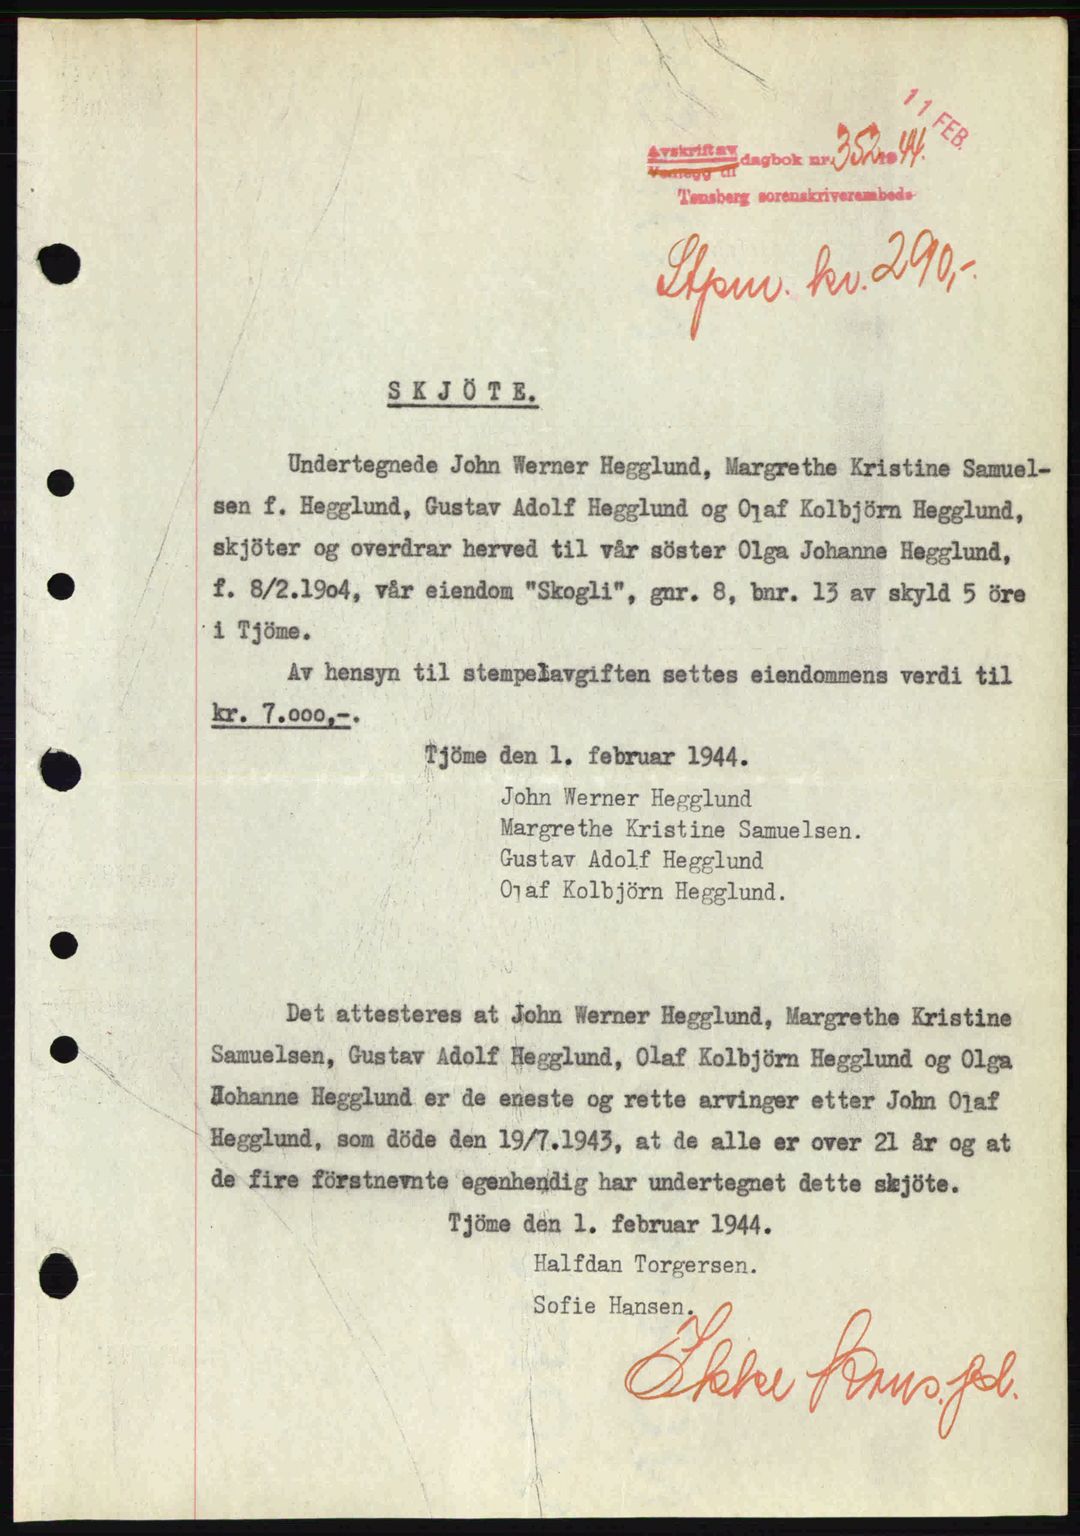 11 FEB.
Avskrift av
Vedlegg til dagbok nr. 352 19 44.
Tønsberg sorenskriverembede
Stpm. kr. 290,-.
SKJÖTE.
Undertegnede John Werner Hegglund, Margrethe Kristine Samuel-
sen f. Hegglund, Gustav Adolf Hegglund og Olaf Kolbjörn Hegglund,
skjöter og overdrar herved til vår söster Olga Johanne Hegglund,
f. 8/2.19o4, vår eiendom "Skogli", gnr. 8, bnr. 13 av skyld 5 öre
i Tjöme.
Av hensyn til stempelavgiften settes eiendommens verdi til
kr. 7.ooo,-.
Tjöme den 1. februar 1944.
John Werner Hegglund
Margrethe Kristine Samuelsen.
Gustav Adolf Hegglund
Olaf Kolbjörn Hegglund.
Det attesteres at John Werner Hegglund, Margrethe Kristine
Samuelsen, Gustav Adolf Hegglund, Olaf Kolbjörn Hegglund og Olga
Johanne Hegglund er de eneste og rette arvinger etter John Olaf
Hegglund, som döde den 19/7.1943, at de alle er over 21 år og at
de fire förstnevnte egenhendig har undertegnet dette skjöte.
Tjöme den 1. februar 1944.
Halfdan Torgersen.
Sofie Hansen.
Ikke